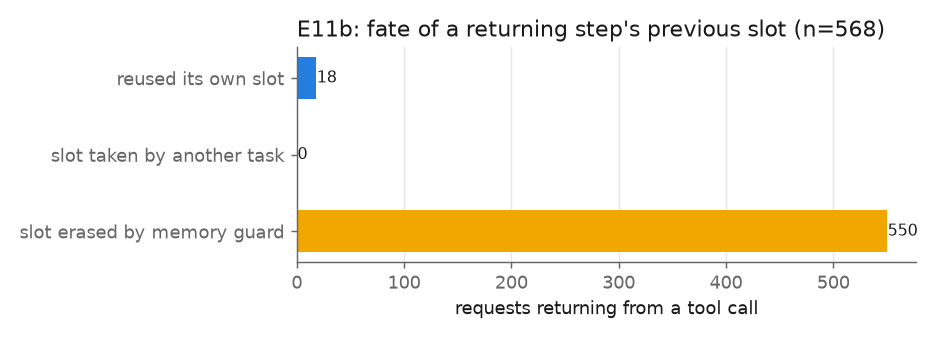 E11b: fate of a returning step's previous slot (n=568)
reused its own slot 18
slot taken by another task 0
slot erased by memory guard 550
0 100 200 300 400 500
requests returning from a tool call